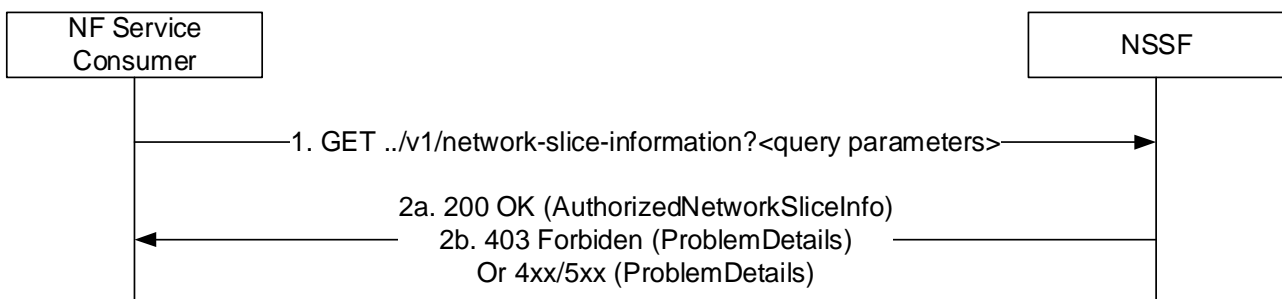 NF Service
Consumer
NSSF
1. GET ../v1/network-slice-information?<query parameters>
2a. 200 OK (AuthorizedNetworkSliceInfo)
2b. 403 Forbiden (ProblemDetails)
Or 4xx/5xx (ProblemDetails)